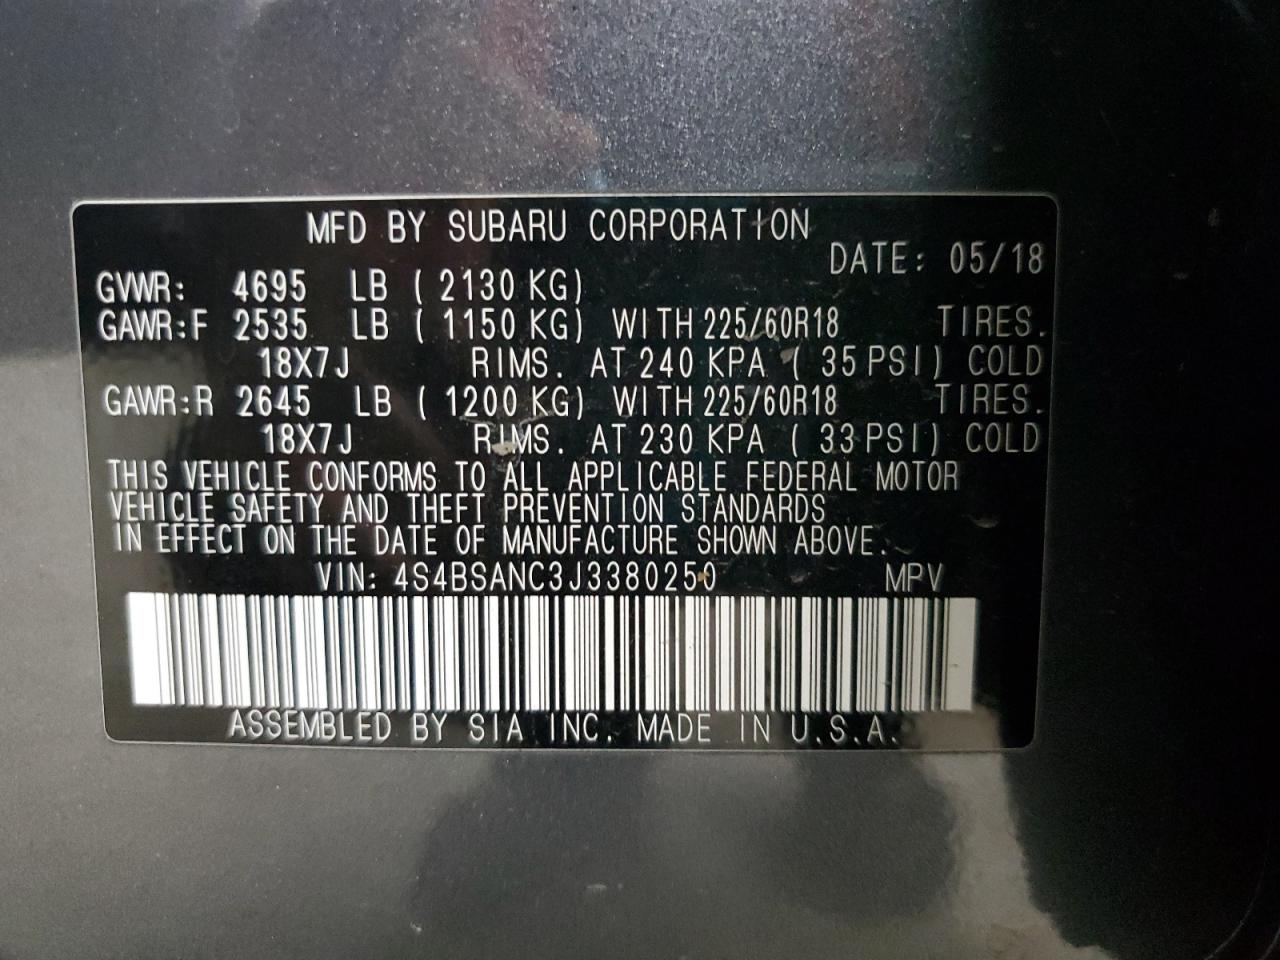 MFD BY SUBARU CORPORATION
DATE: 05/18
GVWR: 4695 LB ( 2130 KG)
GAWR:F 2535 LB ( 1150 KG) WITH 225/60R18 TIRES.
18X7J RIMS. AT 240 KPA ( 35 PSI) COLD
GAWR:R 2645 LB ( 1200 KG) WITH 225/60R18 TIRES.
18X7J RIMS. AT 230 KPA ( 33 PSI) COLD
THIS VEHICLE CONFORMS TO ALL APPLICABLE FEDERAL MOTOR
VEHICLE SAFETY AND THEFT PREVENTION STANDARDS
IN EFFECT ON THE DATE OF MANUFACTURE SHOWN ABOVE.
VIN: 4S4BSANC3J3380250 MPV
ASSEMBLED BY SIA INC. MADE IN U.S.A.